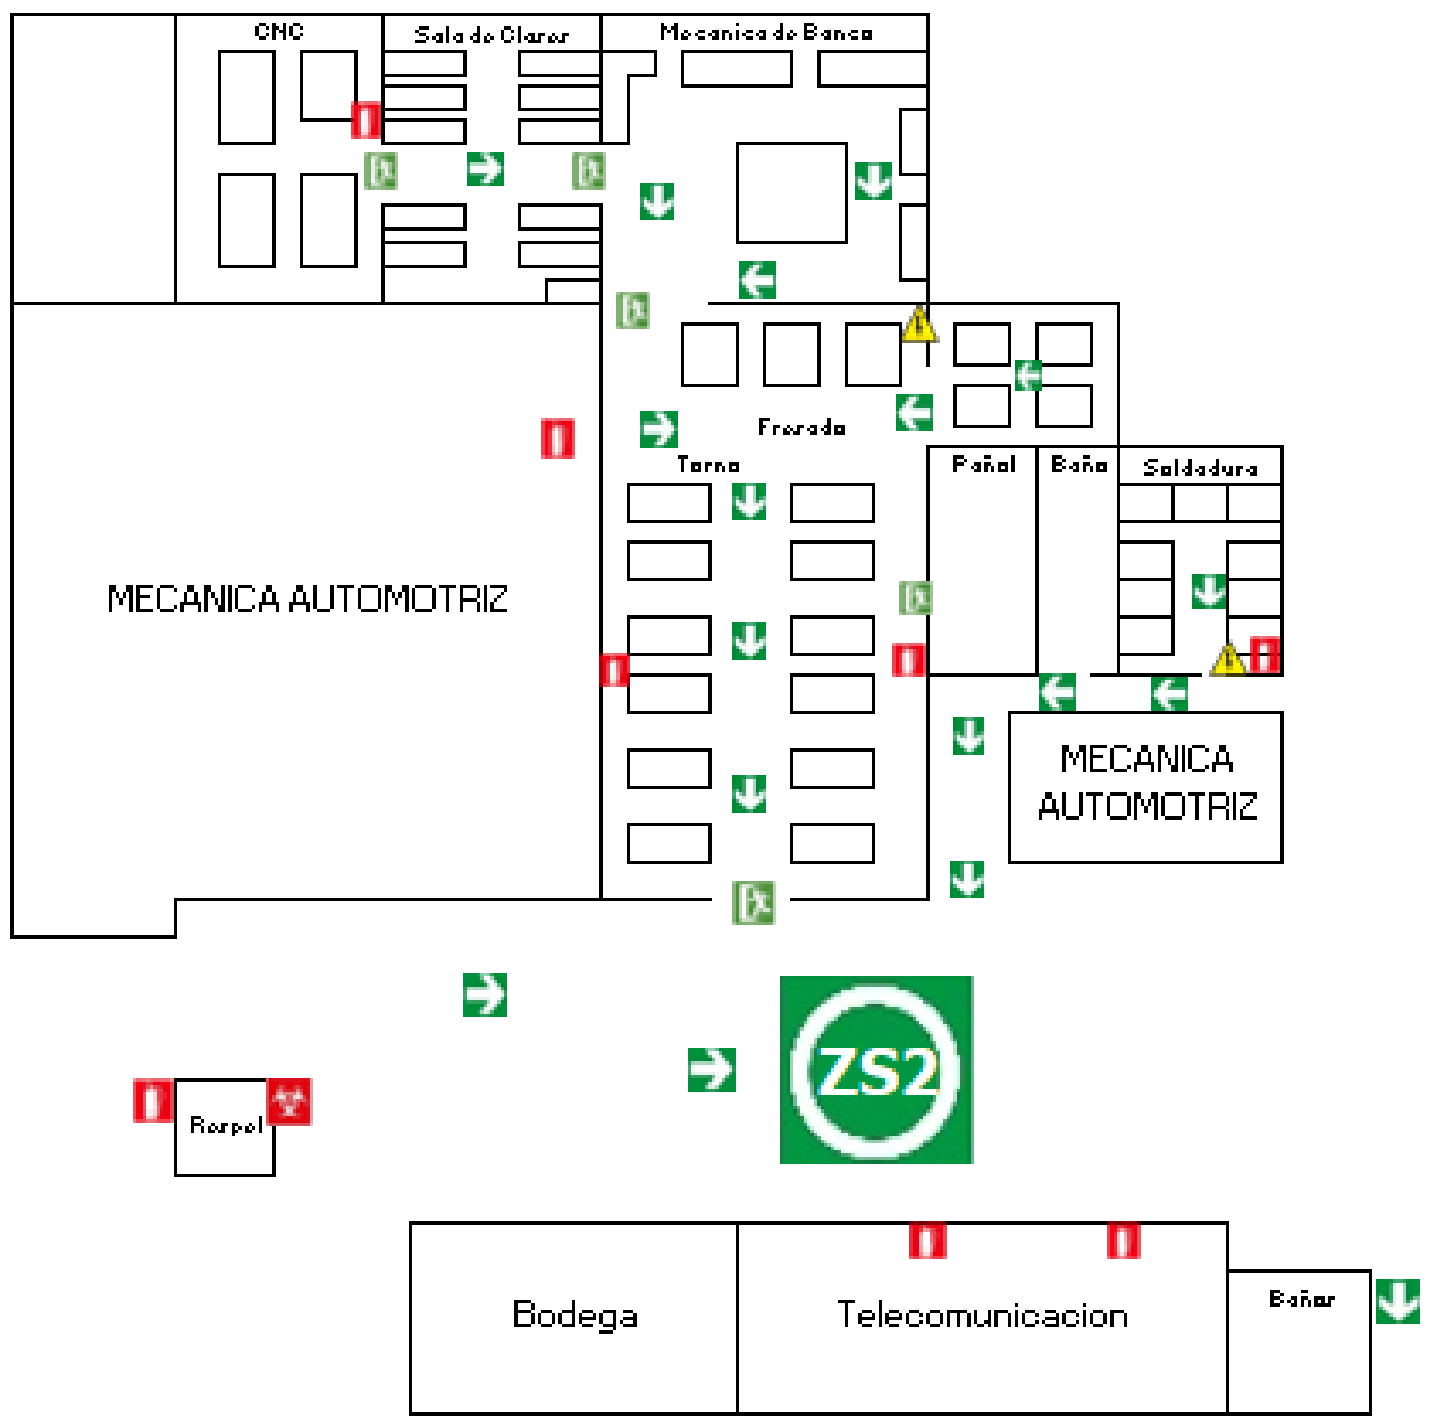 CNC
Sala de Clases
Mecanica de Banco
Fresado
Torno
Pañol
Baño
Soldadura
MECANICA AUTOMOTRIZ
MECANICA
AUTOMOTRIZ
ZS2
Respel
Bodega
Telecomunicacion
Baños